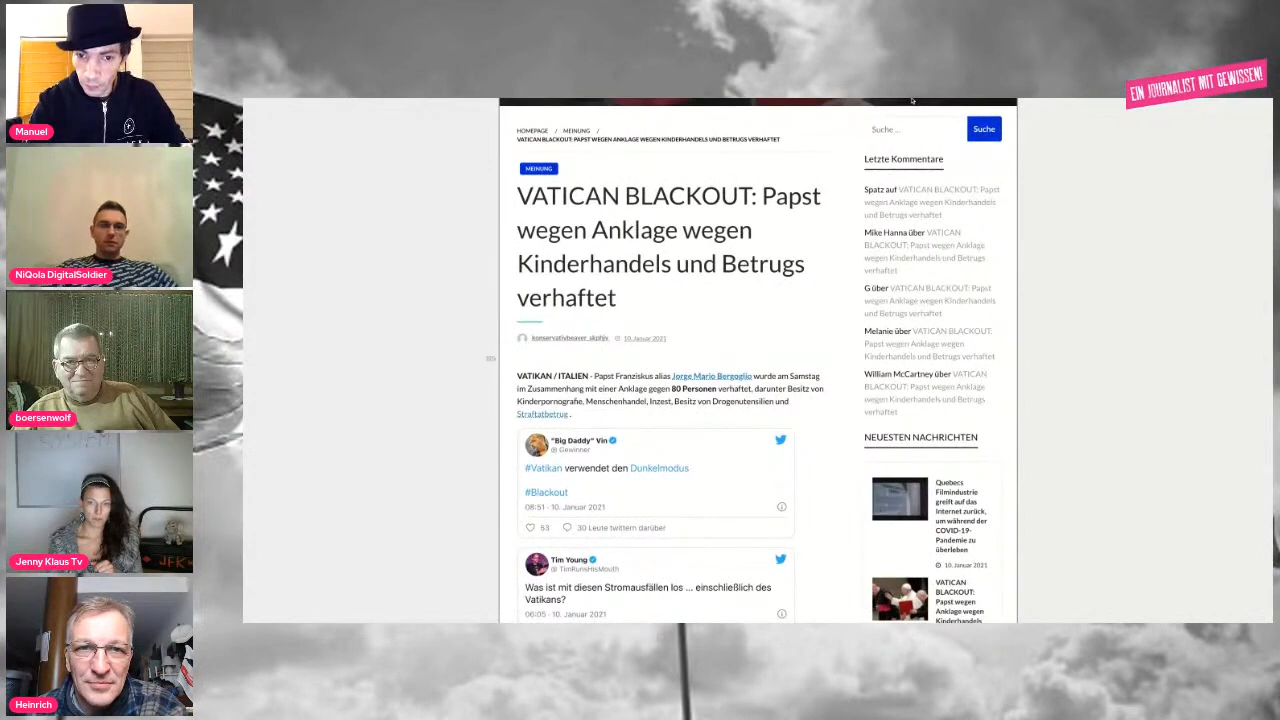 Manuel
NiQola DigitalSoldier
boersenwolf
Jenny Klaus Tv
JFK
Heinrich
EIN JOURNALIST MIT GEWISSEN!
HOMEPAGE / MEINUNG /
VATICAN BLACKOUT: PAPST WEGEN ANKLAGE WEGEN KINDERHANDELS UND BETRUGS VERHAFTET
MEINUNG
VATICAN BLACKOUT: Papst
wegen Anklage wegen
Kinderhandels und Betrugs
verhaftet
konservativbeaver_skphjv 10. Januar 2021
VATIKAN / ITALIEN - Papst Franziskus alias Jorge Mario Bergoglio wurde am Samstag
im Zusammenhang mit einer Anklage gegen 80 Personen verhaftet, darunter Besitz von
Kinderpornografie, Menschenhandel, Inzest, Besitz von Drogenutensilien und
Straftatbetrug.
"Big Daddy" Vin
@ Gewinner
#Vatikan verwendet den Dunkelmodus
#Blackout
08:51 · 10. Januar 2021
53 30 Leute twittern darüber
Tim Young
@ TimRunsHisMouth
Was ist mit diesen Stromausfällen los ... einschließlich des
Vatikans?
06:05 · 10. Januar 2021
Suche ...
Suche
Letzte Kommentare
Spatz auf VATICAN BLACKOUT: Papst
wegen Anklage wegen Kinderhandels
und Betrugs verhaftet
Mike Hanna über VATICAN
BLACKOUT: Papst wegen Anklage
wegen Kinderhandels und Betrugs
verhaftet
G über VATICAN BLACKOUT: Papst
wegen Anklage wegen Kinderhandels
und Betrugs verhaftet
Melanie über VATICAN BLACKOUT:
Papst wegen Anklage wegen
Kinderhandels und Betrugs verhaftet
William McCartney über VATICAN
BLACKOUT: Papst wegen Anklage
wegen Kinderhandels und Betrugs
verhaftet
NEUESTEN NACHRICHTEN
Quebecs
Filmindustrie
greift auf das
Internet zurück,
um während der
COVID-19-
Pandemie zu
überleben
10. Januar 2021
VATICAN
BLACKOUT:
Papst wegen
Anklage wegen
Kinderhandels